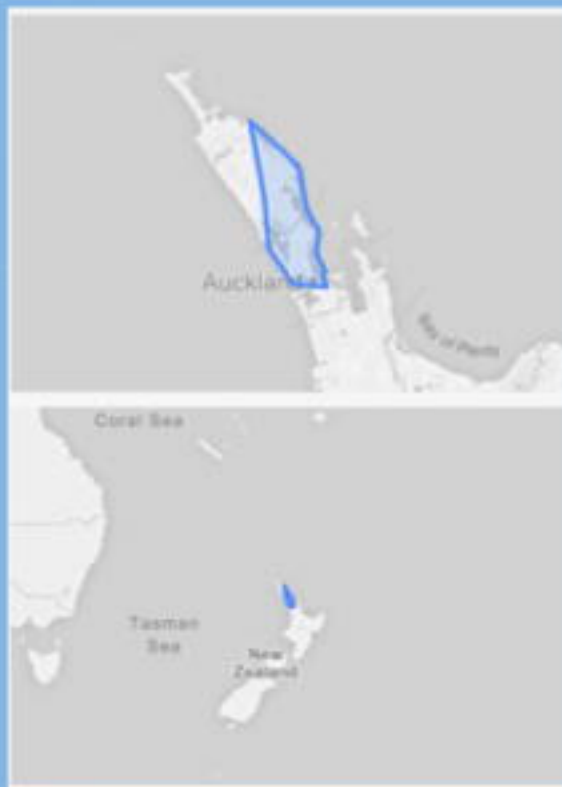 Auckland
Bay of Plenty
Coral Sea
Tasman
Sea
New
Zealand